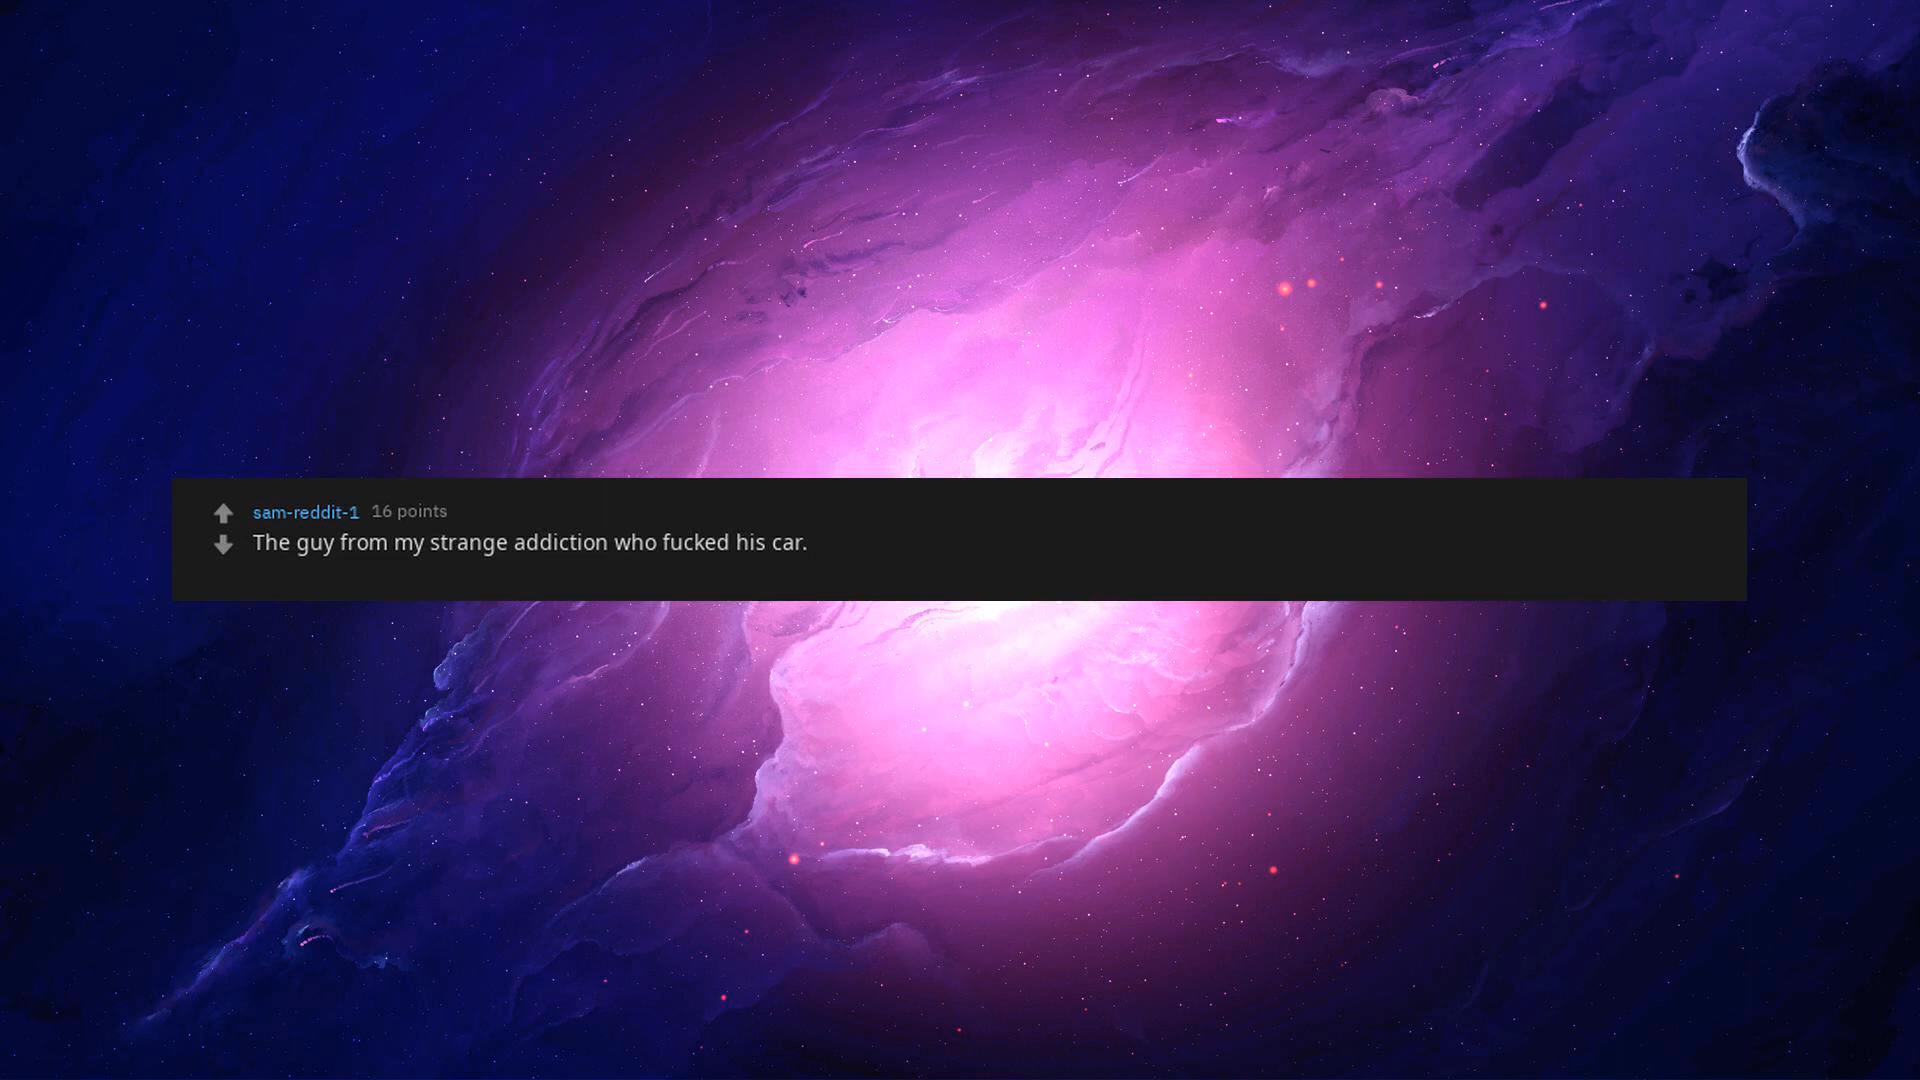 sam-reddit-1 16 points
The guy from my strange addiction who fucked his car.